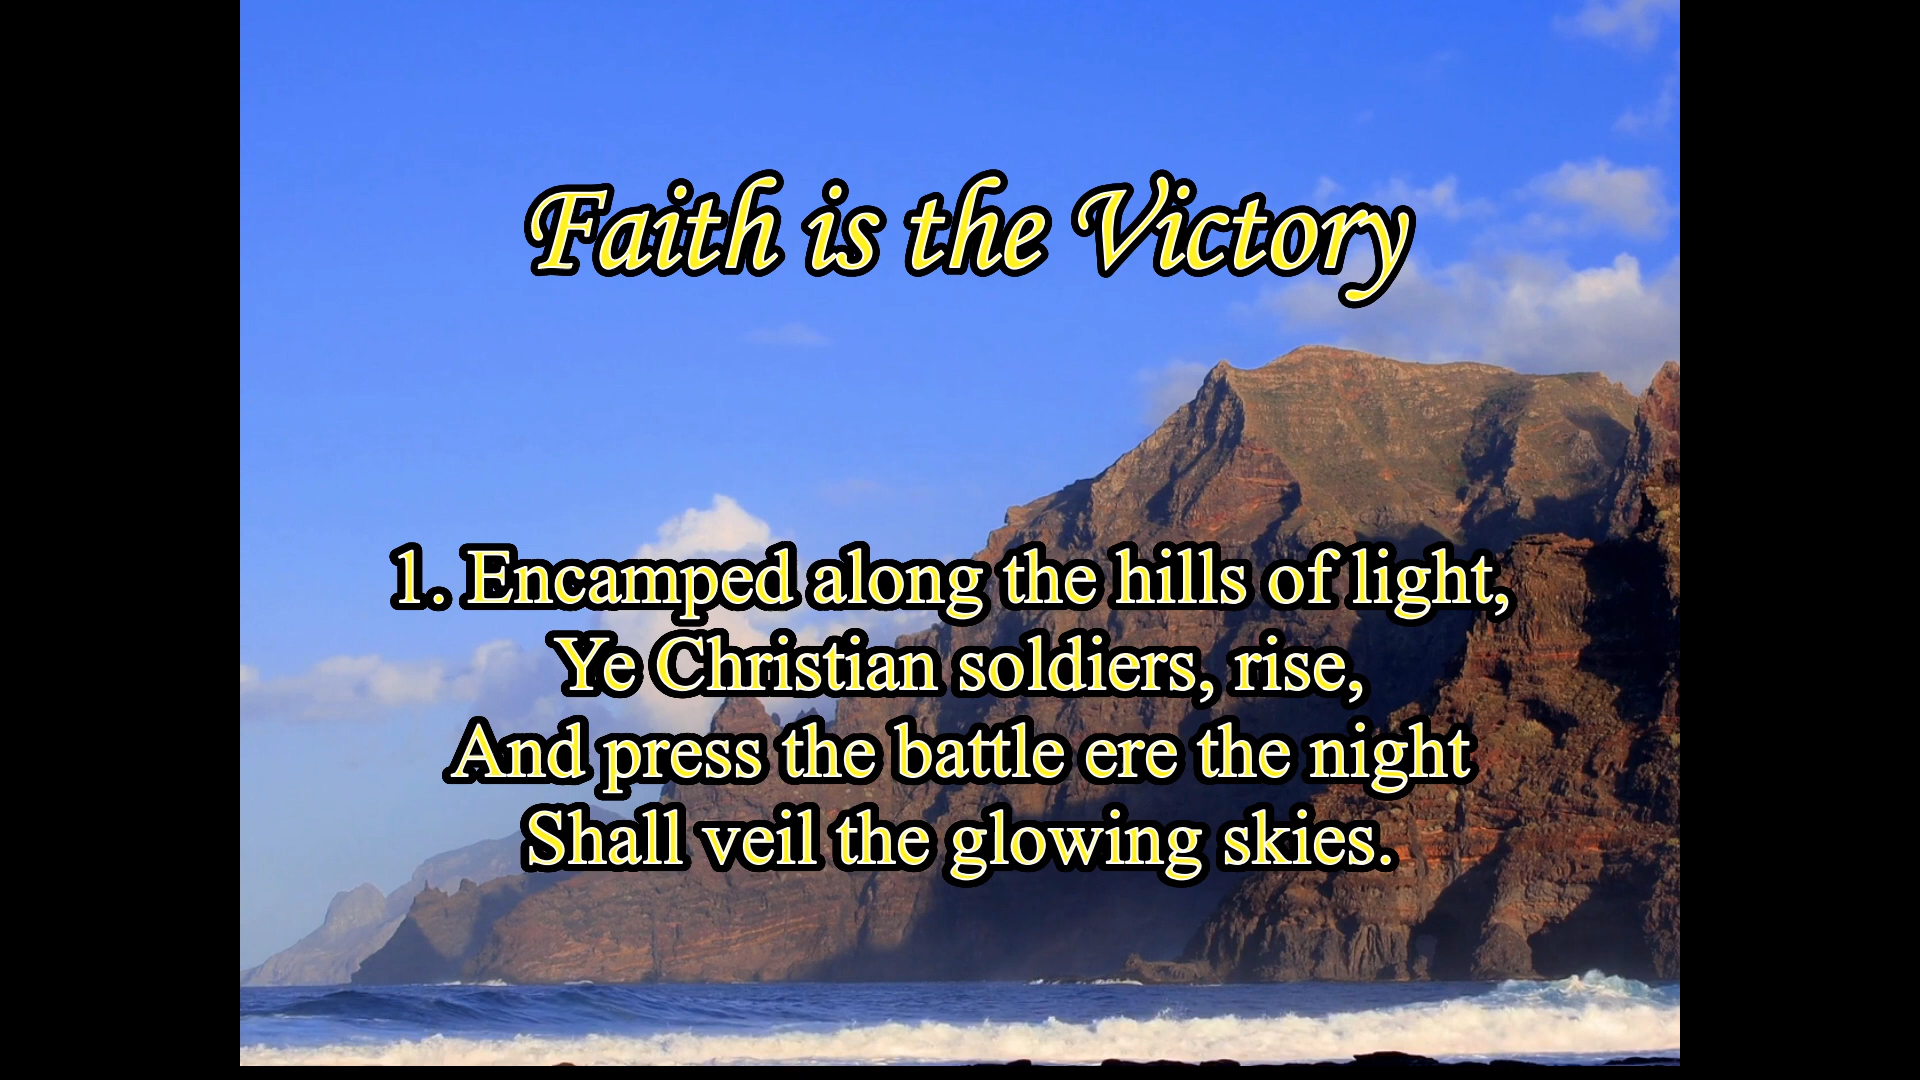 Faith is the Victory
1. Encamped along the hills of light,
Ye Christian soldiers, rise,
And press the battle ere the night
Shall veil the glowing skies.